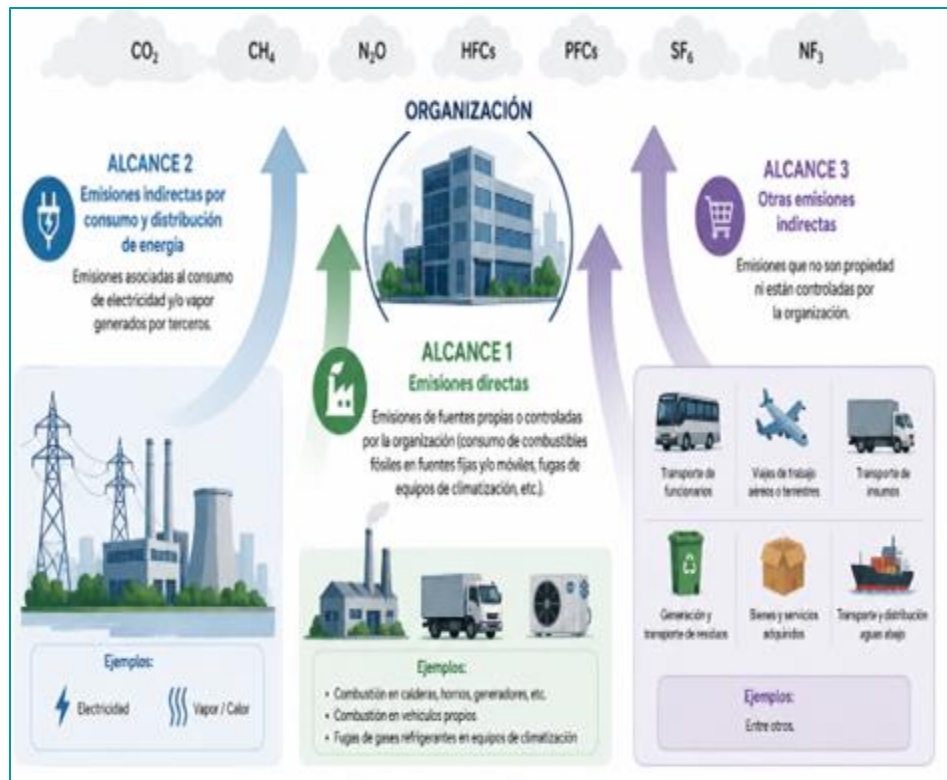 CO₂ CH₄ N₂O HFCs PFCs SF₆ NF₃
ORGANIZACIÓN
ALCANCE 2
Emisiones indirectas por
consumo y distribución
de energía
Emisiones asociadas al consumo
de electricidad y/o vapor
generados por terceros.
ALCANCE 3
Otras emisiones
indirectas
Emisiones que no son propiedad
ni están controladas por
la organización.
ALCANCE 1
Emisiones directas
Emisiones de fuentes propias o controladas
por la organización (consumo de combustibles
fósiles en fuentes fijas y/o móviles, fugas de
equipos de climatización, etc.).
Ejemplos:
Electricidad
Vapor / Calor
Ejemplos:
• Combustión en calderas, hornos, generadores, etc.
• Combustión en vehículos propios
• Fugas de gases refrigerantes en equipos de climatización
Transporte de
funcionarios
Viajes de trabajo
aéreos o terrestres
Transporte de
insumos
Generación y
transporte de residuos
Bienes y servicios
adquiridos
Transporte y distribución
aguas abajo
Ejemplos:
Entre otros.